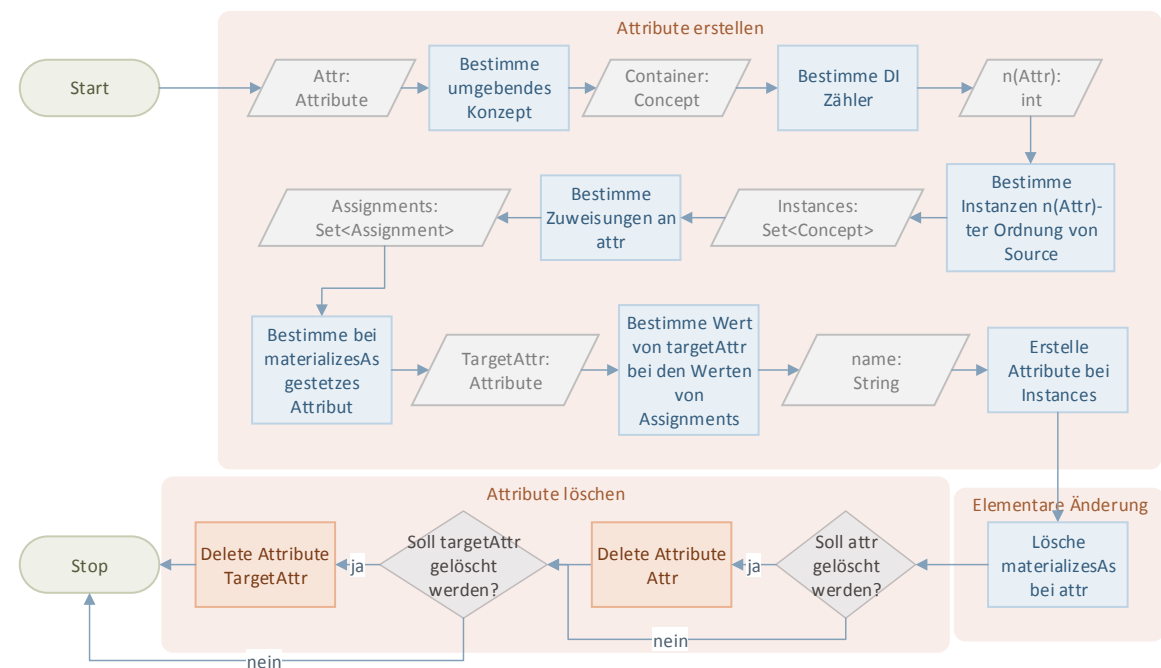 Attribute erstellen
Start
Attr:
Attribute
Bestimme
umgebendes
Konzept
Container:
Concept
Bestimme DI
Zähler
n(Attr):
int
Assignments:
Set<Assignment>
Bestimme
Zuweisungen an
attr
Instances:
Set<Concept>
Bestimme
Instanzen n(Attr)-
ter Ordnung von
Source
Bestimme bei
materializesAs
gestetzes
Attribut
TargetAttr:
Attribute
Bestimme Wert
von targetAttr
bei den Werten
von
Assignments
name:
String
Erstelle
Attribute bei
Instances
Attribute löschen
Elementare Änderung
Stop
Delete Attribute
TargetAttr
ja
Soll targetAttr
gelöscht
werden?
Delete Attribute
Attr
ja
Soll attr
gelöscht
werden?
Lösche
materializesAs
bei attr
nein
nein